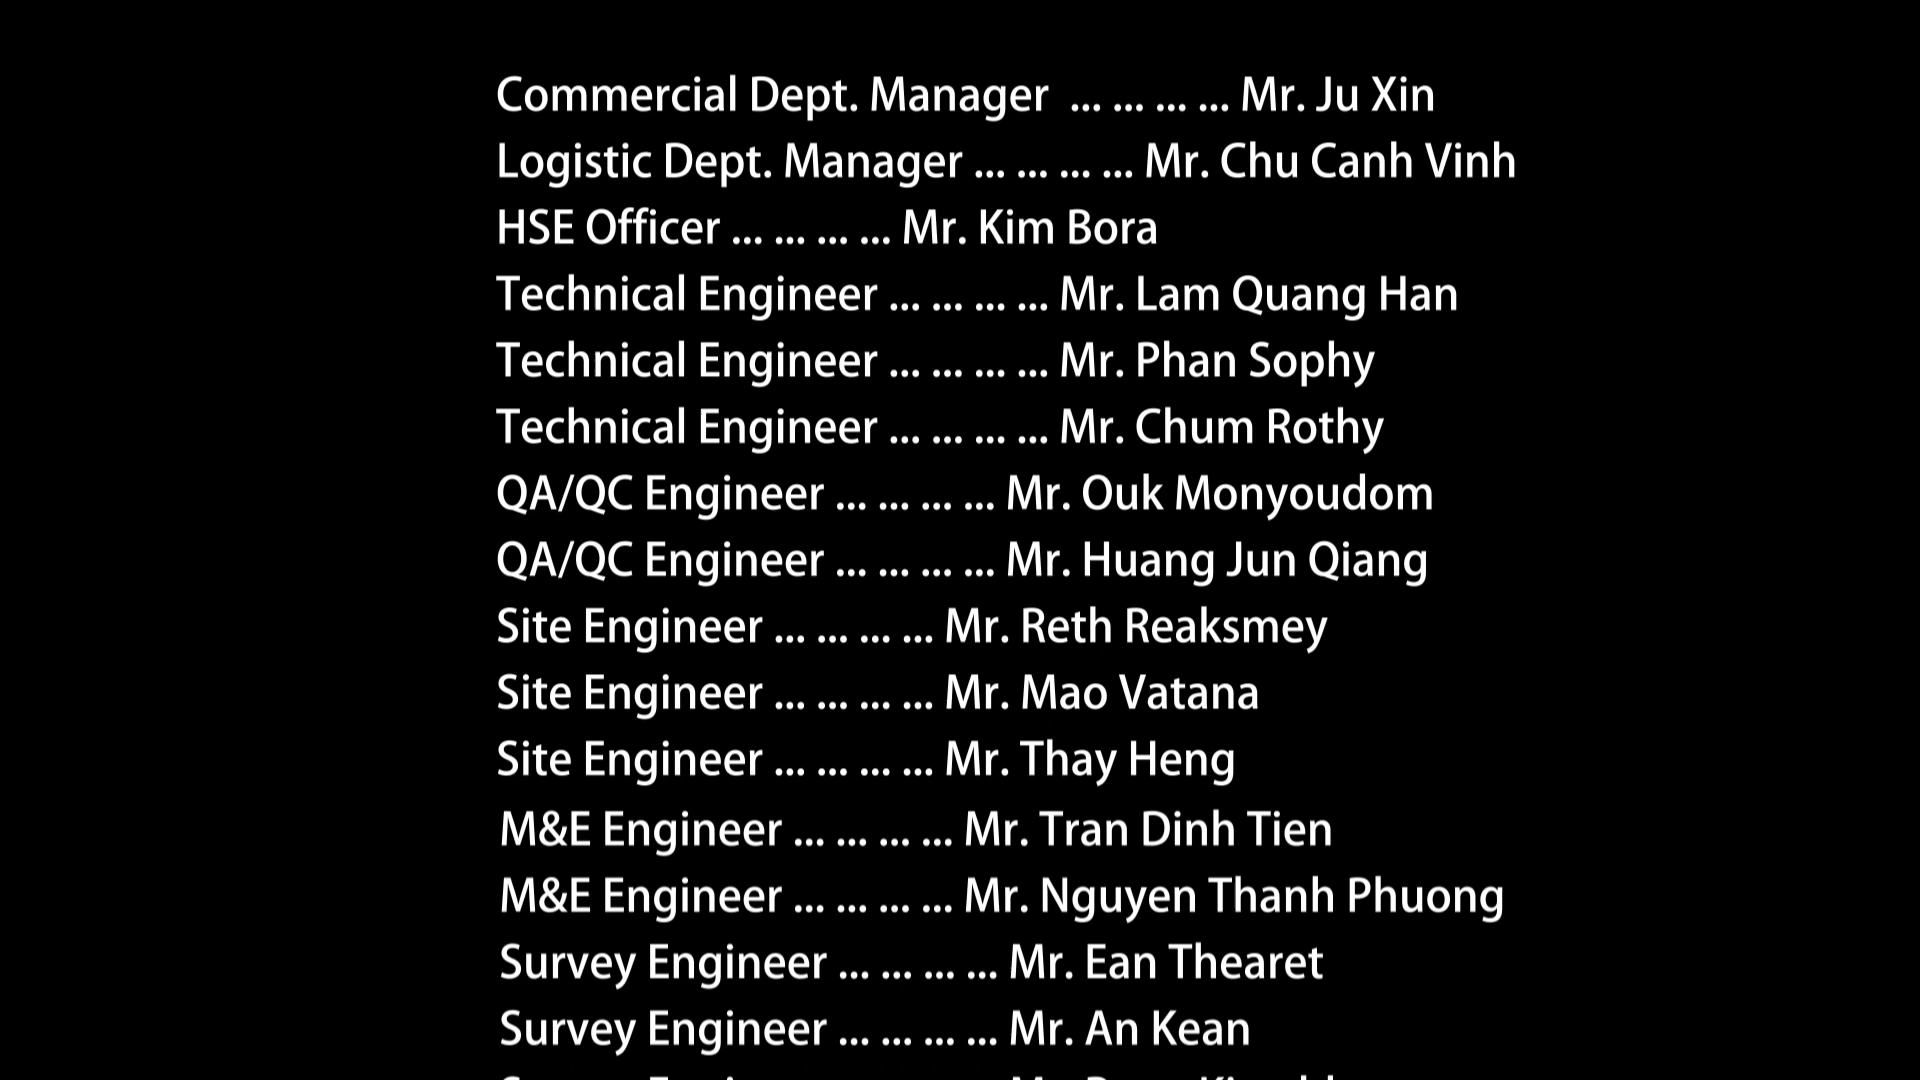 Commercial Dept. Manager ... ... ... ... Mr. Ju Xin
Logistic Dept. Manager ... ... ... ... Mr. Chu Canh Vinh
HSE Officer ... ... ... ... Mr. Kim Bora
Technical Engineer ... ... ... ... Mr. Lam Quang Han
Technical Engineer ... ... ... ... Mr. Phan Sophy
Technical Engineer ... ... ... ... Mr. Chum Rothy
QA/QC Engineer ... ... ... ... Mr. Ouk Monyoudom
QA/QC Engineer ... ... ... ... Mr. Huang Jun Qiang
Site Engineer ... ... ... ... Mr. Reth Reaksmey
Site Engineer ... ... ... ... Mr. Mao Vatana
Site Engineer ... ... ... ... Mr. Thay Heng
M&E Engineer ... ... ... ... Mr. Tran Dinh Tien
M&E Engineer ... ... ... ... Mr. Nguyen Thanh Phuong
Survey Engineer ... ... ... ... Mr. Ean Thearet
Survey Engineer ... ... ... ... Mr. An Kean